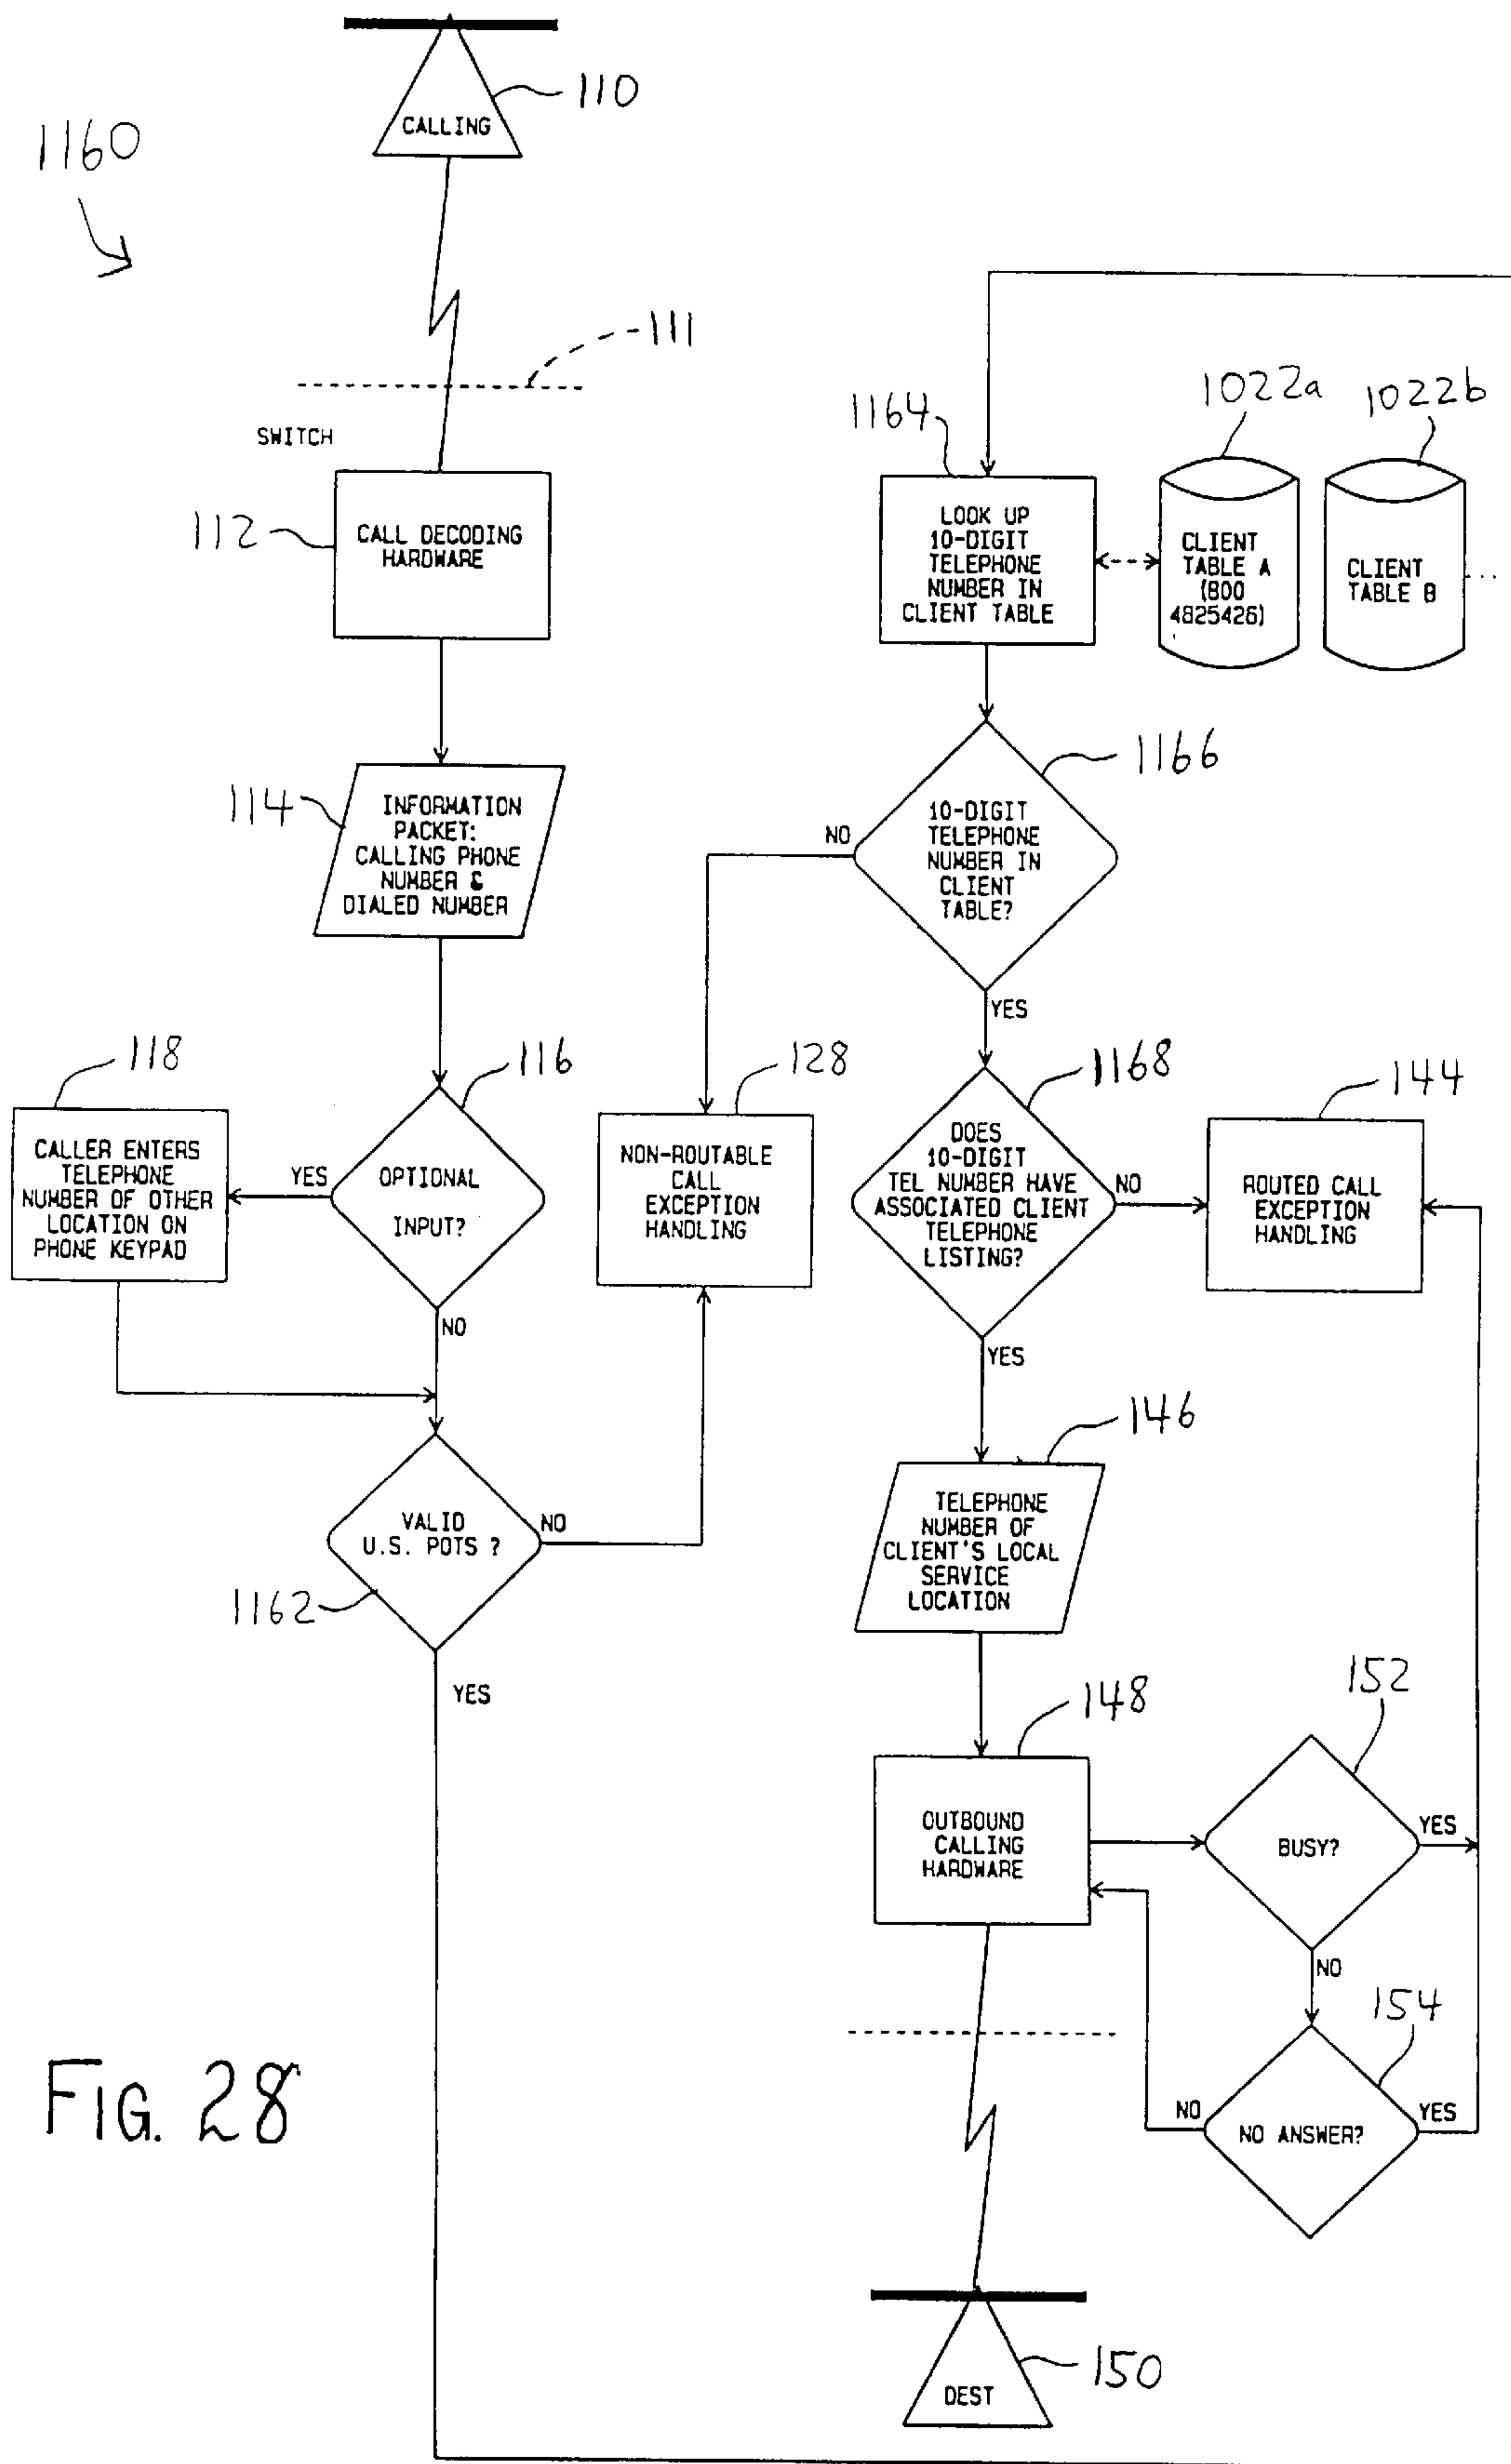 1160
110
CALLING
111
SWITCH
112
CALL DECODING
HARDWARE
114
INFORMATION
PACKET:
CALLING PHONE
NUMBER &
DIALED NUMBER
116
OPTIONAL
INPUT?
YES
NO
118
CALLER ENTERS
TELEPHONE
NUMBER OF OTHER
LOCATION ON
PHONE KEYPAD
VALID
U.S. POTS ?
NO
1162
YES
128
NON-ROUTABLE
CALL
EXCEPTION
HANDLING
1164
LOOK UP
10-DIGIT
TELEPHONE
NUMBER IN
CLIENT TABLE
1022a
CLIENT
TABLE A
(800
4825426)
1022b
CLIENT
TABLE B
1166
10-DIGIT
TELEPHONE
NUMBER IN
CLIENT
TABLE?
NO
YES
1168
DOES
10-DIGIT
TEL NUMBER HAVE
ASSOCIATED CLIENT
TELEPHONE
LISTING?
NO
YES
144
ROUTED CALL
EXCEPTION
HANDLING
146
TELEPHONE
NUMBER OF
CLIENT'S LOCAL
SERVICE
LOCATION
148
OUTBOUND
CALLING
HARDWARE
152
BUSY?
YES
NO
154
NO ANSWER?
NO
YES
150
DEST
FIG. 28